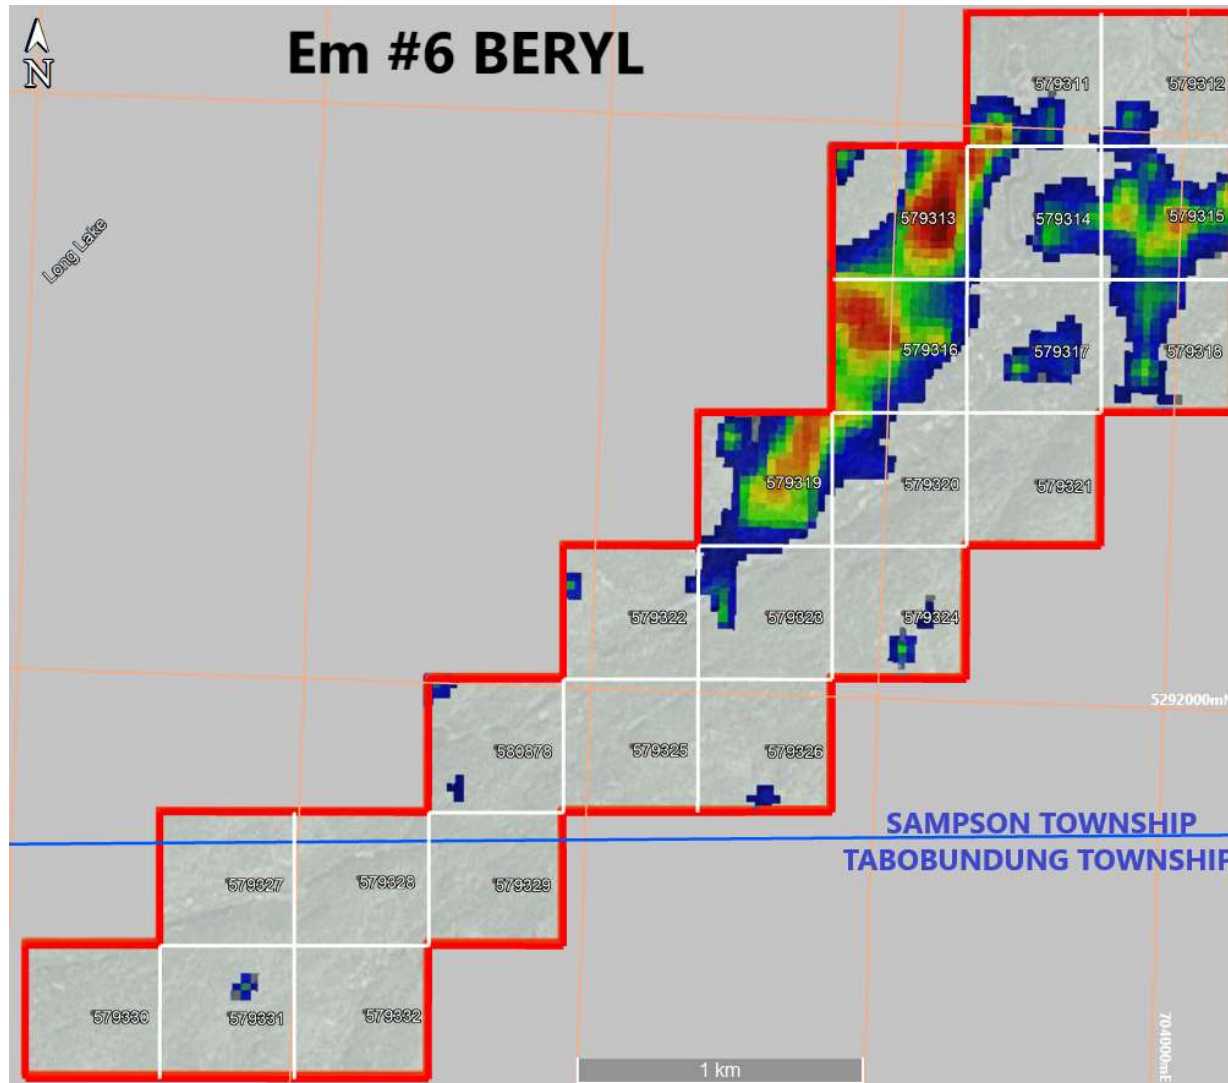 Em #6 BERYL
N
579311
579312
Long Lake
579313
579314
579315
579316
579317
579318
579319
579320
579321
579322
579323
579324
5292000mN
580878
579325
579326
SAMPSON TOWNSHIP
TABOBUNDUNG TOWNSHIP
579327
579328
579329
579330
579331
579332
704000mE
1 km